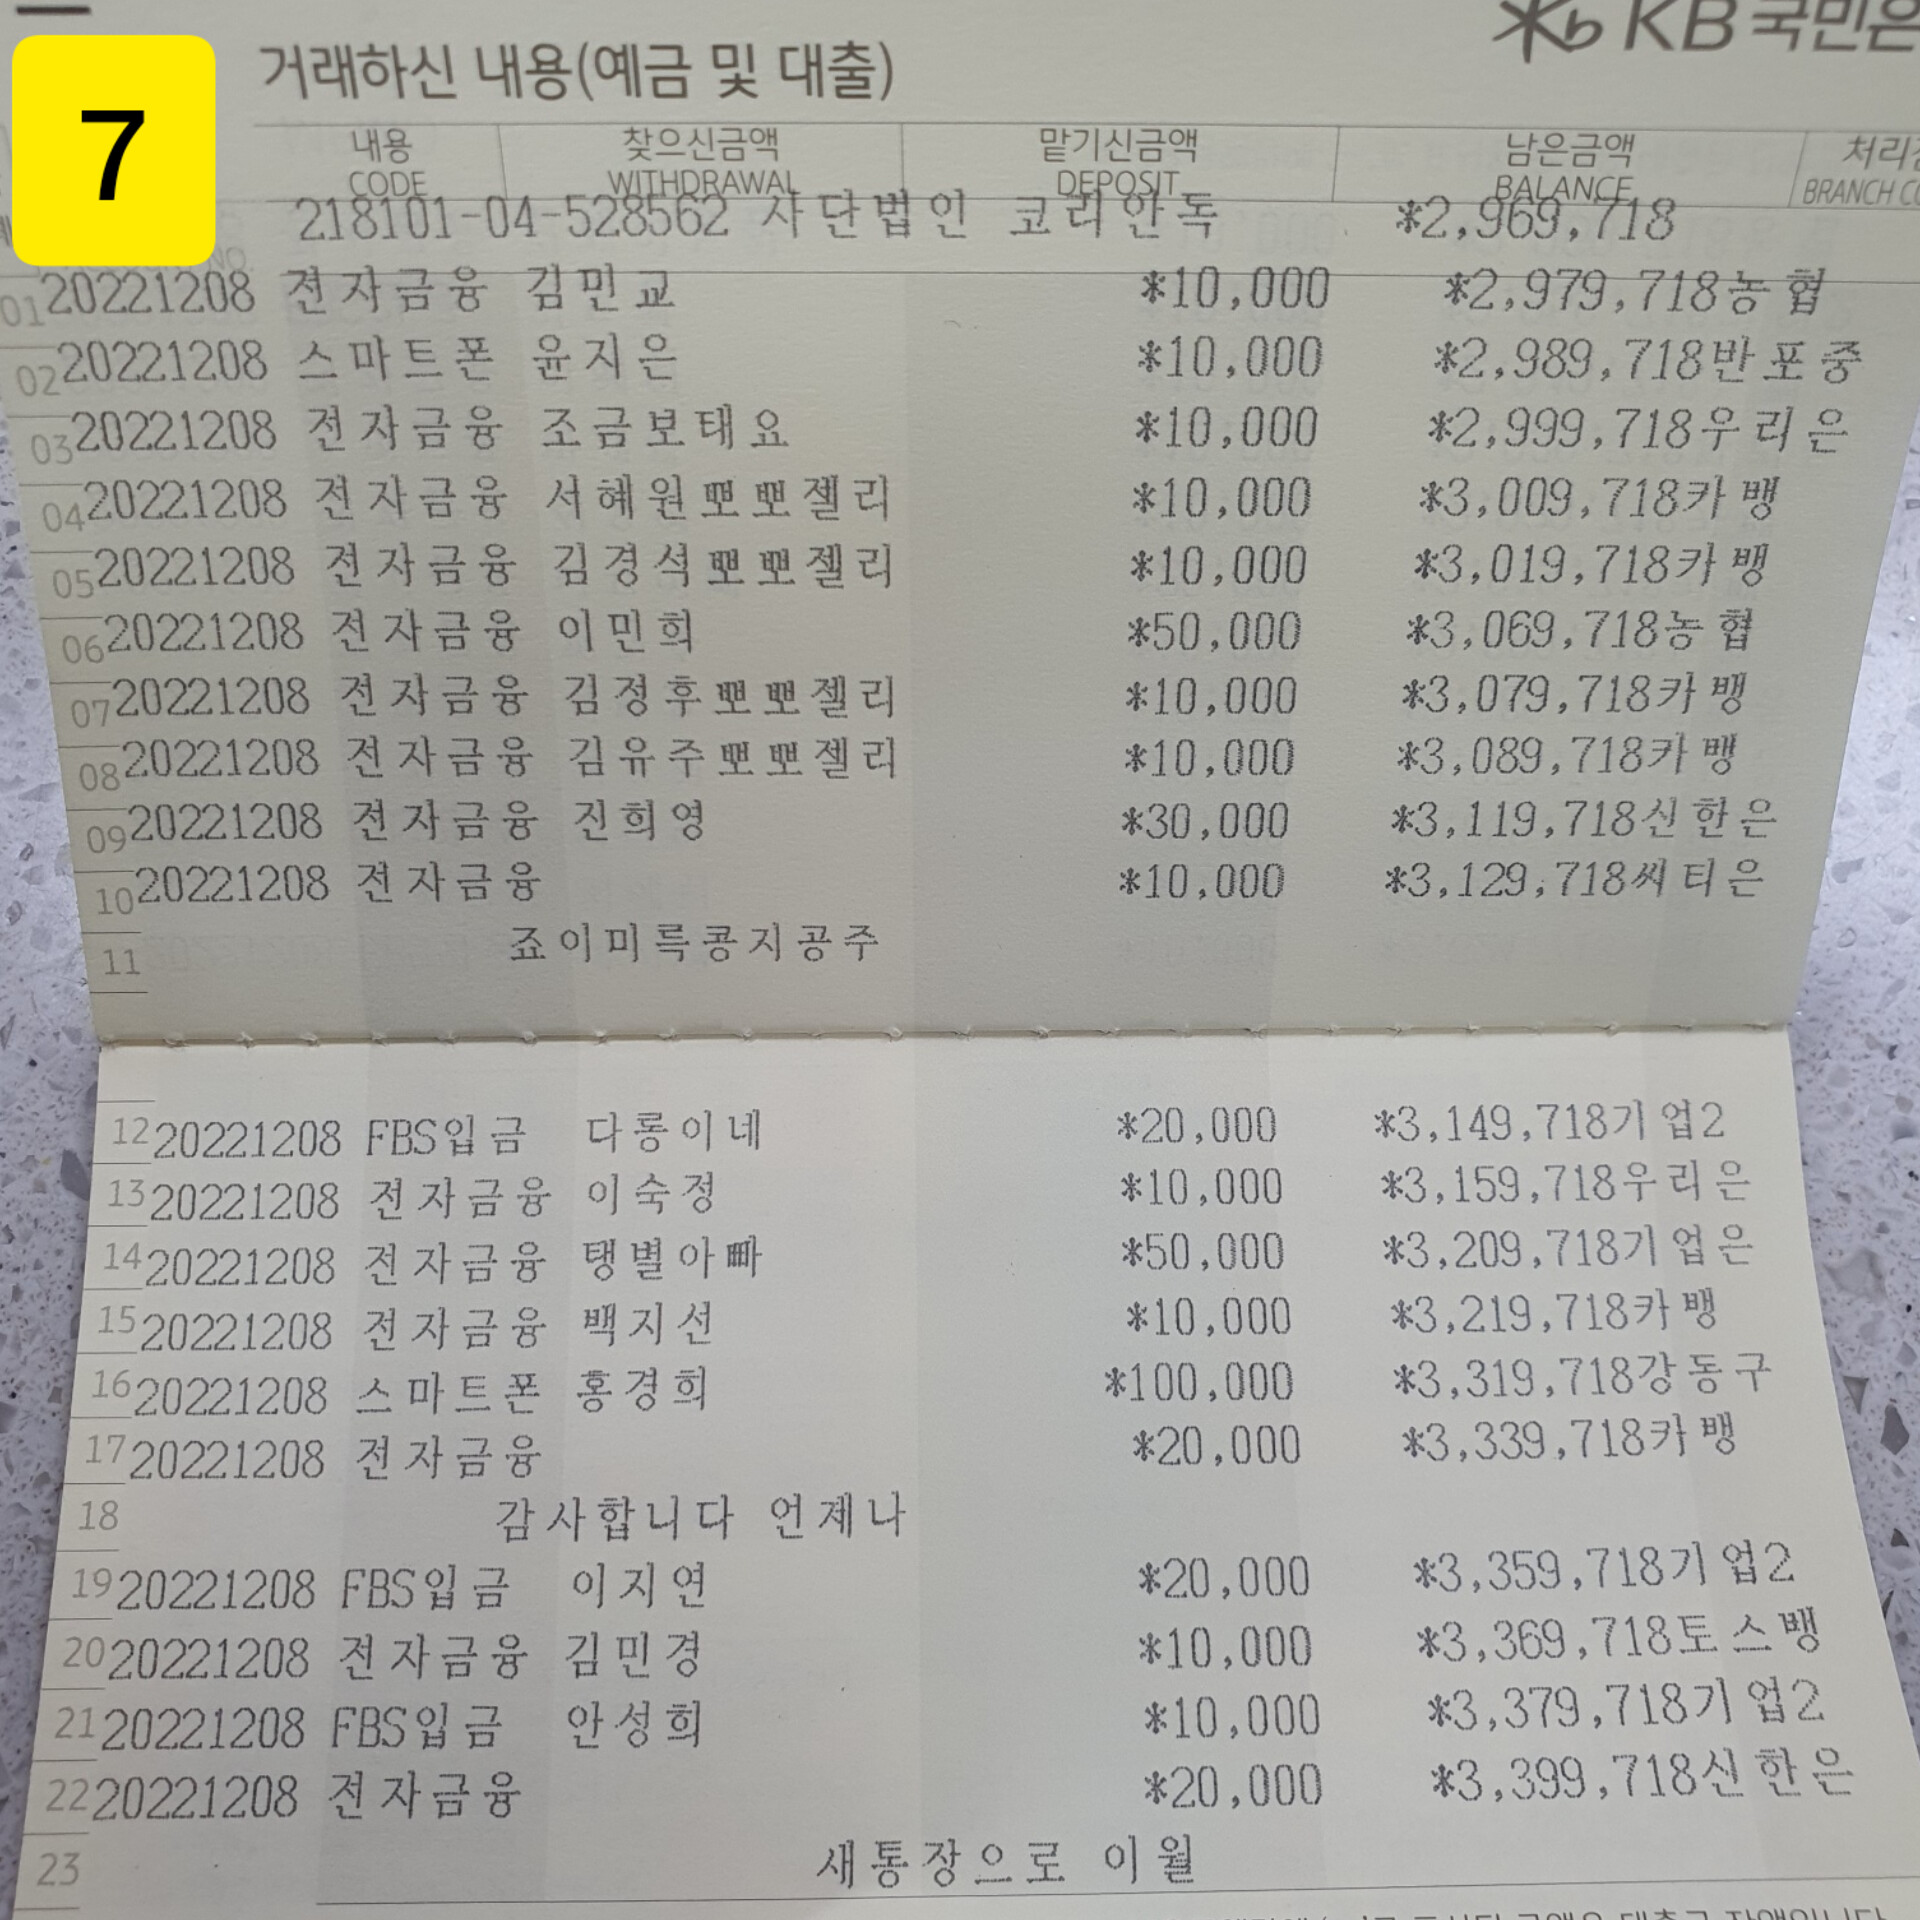 7
KB국민은
거래하신 내용(예금 및 대출)
내용 찾으신금액 맡기신금액 남은금액 처리
CODE WITHDRAWAL DEPOSIT BALANCE BRANCH CO
218101-04-528562 사단법인 코리안독 *2,969,718
01 20221208 전자금융 김민교 *10,000 *2,979,718농협
02 20221208 스마트폰 윤지은 *10,000 *2,989,718반포중
03 20221208 전자금융 조금보태요 *10,000 *2,999,718우리은
04 20221208 전자금융 서혜원뽀뽀젤리 *10,000 *3,009,718카뱅
05 20221208 전자금융 김경석뽀뽀젤리 *10,000 *3,019,718카뱅
06 20221208 전자금융 이민희 *50,000 *3,069,718농협
07 20221208 전자금융 김정후뽀뽀젤리 *10,000 *3,079,718카뱅
08 20221208 전자금융 김유주뽀뽀젤리 *10,000 *3,089,718카뱅
09 20221208 전자금융 진희영 *30,000 *3,119,718신한은
10 20221208 전자금융 *10,000 *3,129,718씨티은
11 죠이미륵콩지공주
12 20221208 FBS입금 다롱이네 *20,000 *3,149,718기업2
13 20221208 전자금융 이숙정 *10,000 *3,159,718우리은
14 20221208 전자금융 탱별아빠 *50,000 *3,209,718기업은
15 20221208 전자금융 백지선 *10,000 *3,219,718카뱅
16 20221208 스마트폰 홍경희 *100,000 *3,319,718강동구
17 20221208 전자금융 *20,000 *3,339,718카뱅
18 감사합니다 언제나
19 20221208 FBS입금 이지연 *20,000 *3,359,718기업2
20 20221208 전자금융 김민경 *10,000 *3,369,718토스뱅
21 20221208 FBS입금 안성희 *10,000 *3,379,718기업2
22 20221208 전자금융 *20,000 *3,399,718신한은
23 새통장으로 이월